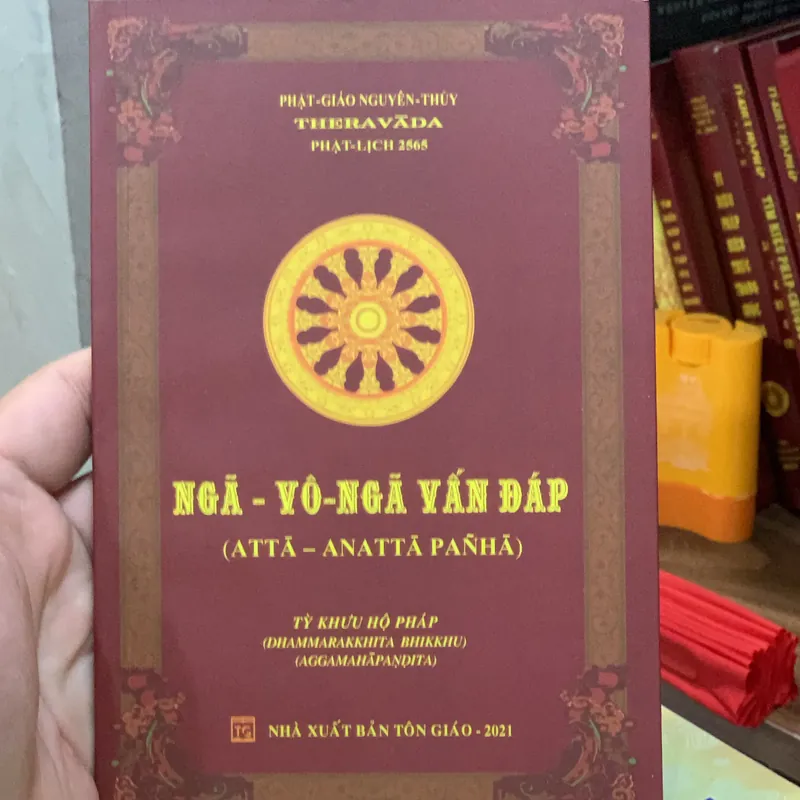 PHẬT-GIÁO NGUYÊN-THỦY
THERAVĀDA
PHẬT-LỊCH 2565
NGÃ - VÔ-NGÃ VẤN ĐÁP
(ATTĀ – ANATTĀ PAÑHĀ)
TỲ KHƯU HỘ PHÁP
(DHAMMARAKKHITA BHIKKHU)
(AGGAMAHĀPAṆḌITA)
TG
NHÀ XUẤT BẢN TÔN GIÁO - 2021